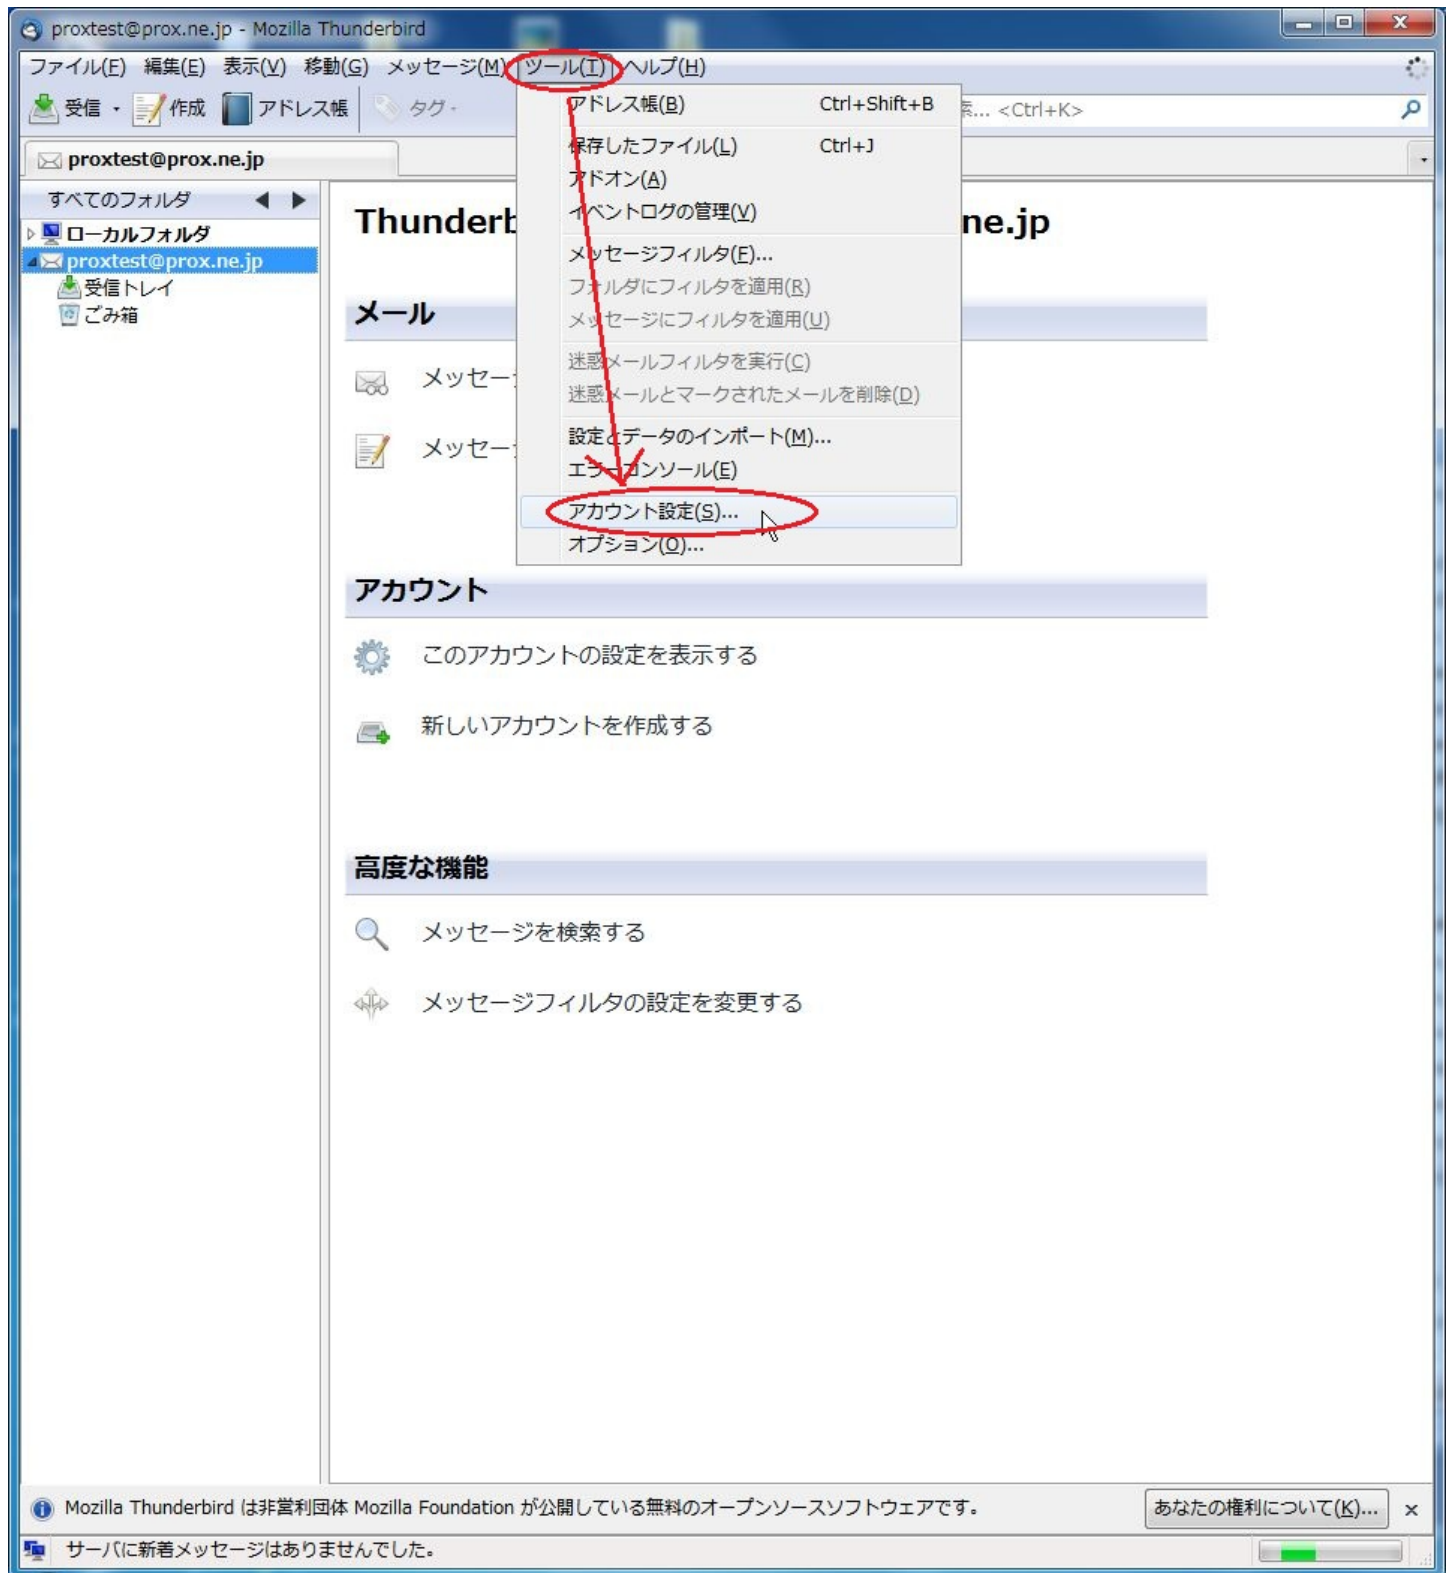 proxtest@prox.ne.jp - Mozilla Thunderbird
ファイル(F) 編集(E) 表示(V) 移動(G) メッセージ(M) ツール(T) ヘルプ(H)
受信 作成 アドレス帳 タグ
... <Ctrl+K>
proxtest@prox.ne.jp
アドレス帳(B) Ctrl+Shift+B
保存したファイル(L) Ctrl+J
アドオン(A)
イベントログの管理(V)
メッセージフィルタ(F)...
フォルダにフィルタを適用(R)
メッセージにフィルタを適用(U)
迷惑メールフィルタを実行(C)
迷惑メールとマークされたメールを削除(D)
設定とデータのインポート(M)...
エラーコンソール(E)
アカウント設定(S)...
オプション(O)...
すべてのフォルダ
ローカルフォルダ
proxtest@prox.ne.jp
受信トレイ
ごみ箱
Thunderb ne.jp
メール
メッセー
メッセー
アカウント
このアカウントの設定を表示する
新しいアカウントを作成する
高度な機能
メッセージを検索する
メッセージフィルタの設定を変更する
Mozilla Thunderbird は非営利団体 Mozilla Foundation が公開している無料のオープンソースソフトウェアです。 あなたの権利について(K)... x
サーバに新着メッセージはありませんでした。